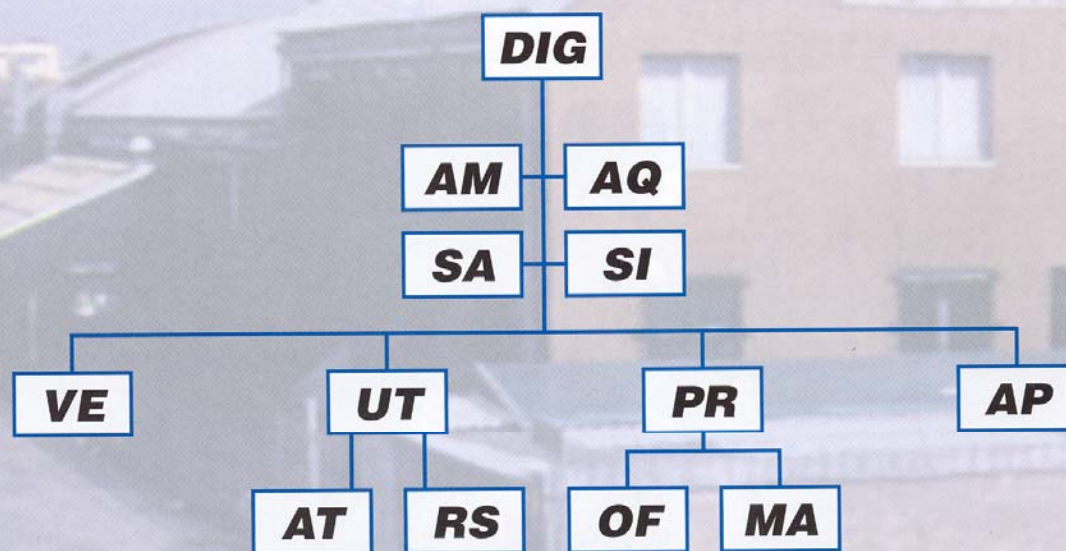 DIG
AM AQ
SA SI
VE UT PR AP
AT RS OF MA